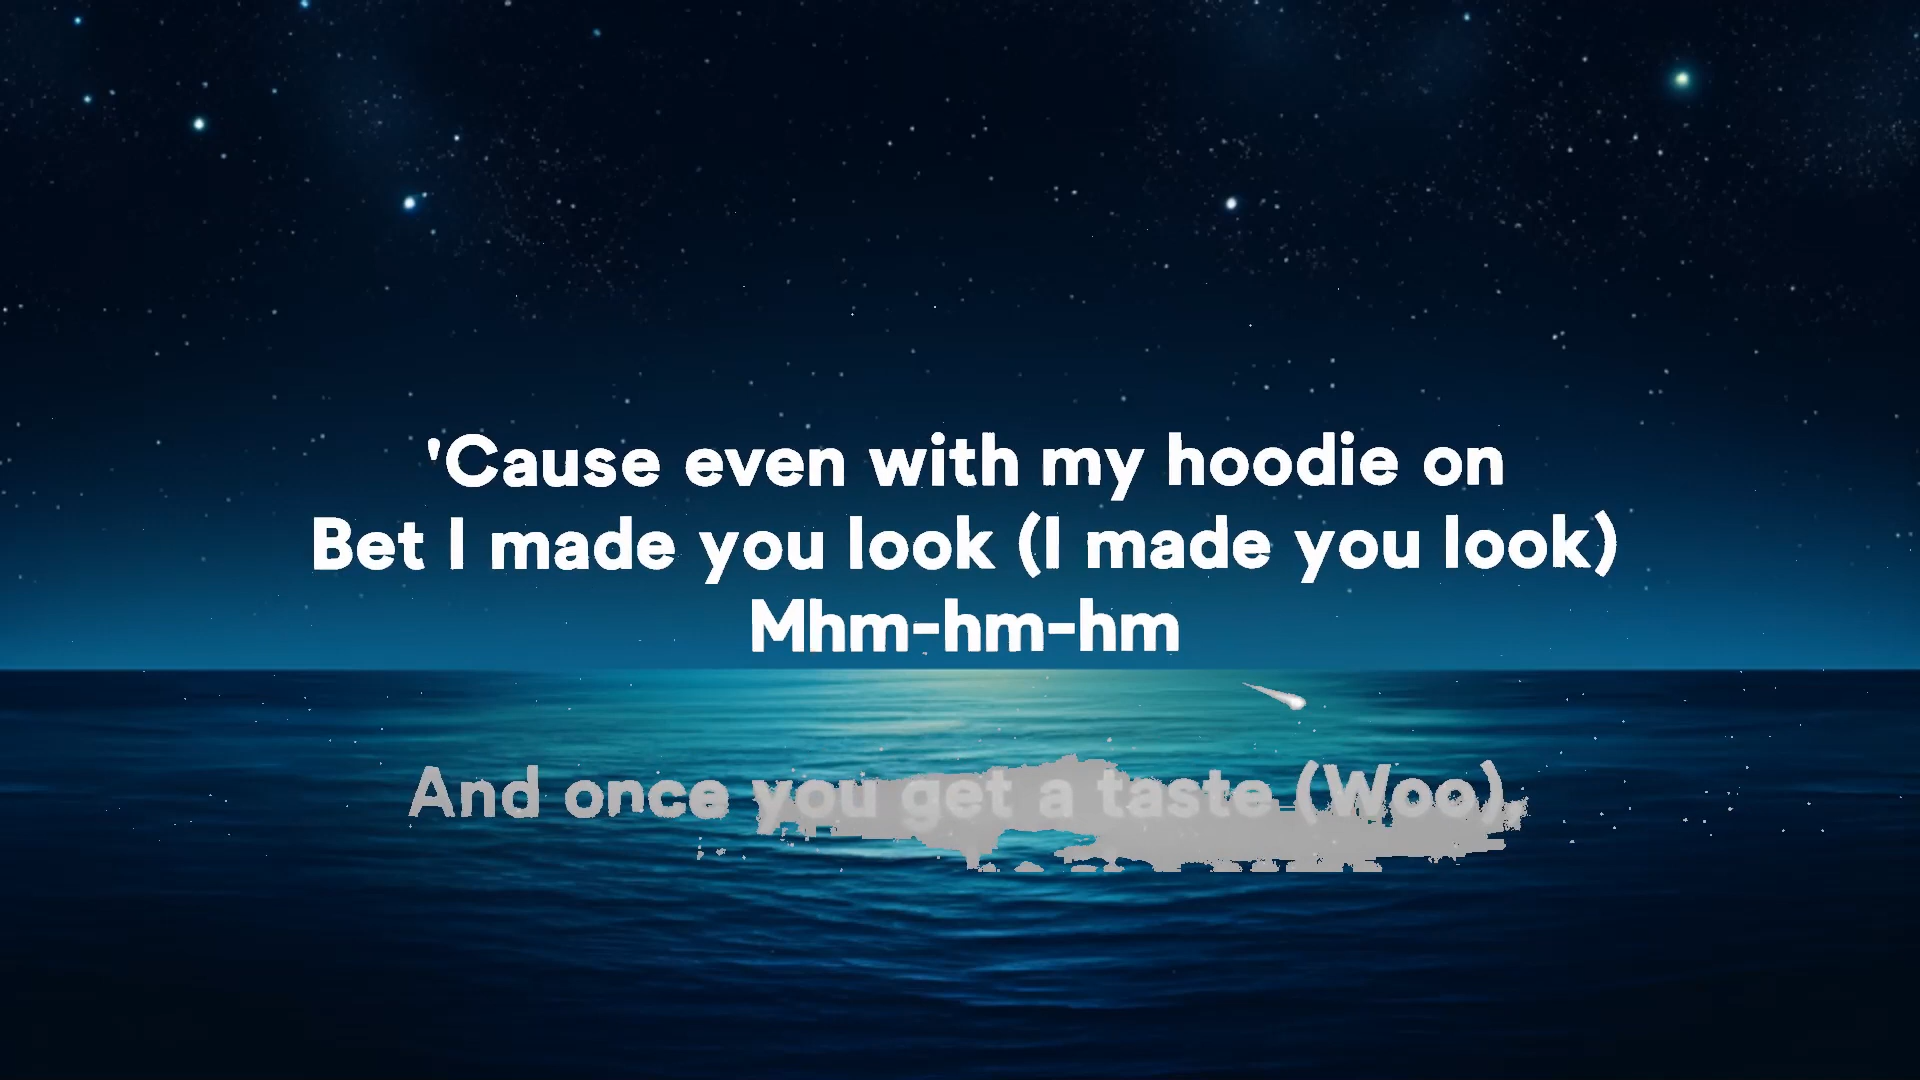 'Cause even with my hoodie on
Bet I made you look (I made you look)
Mhm-hm-hm
And once you get a taste (Woo),